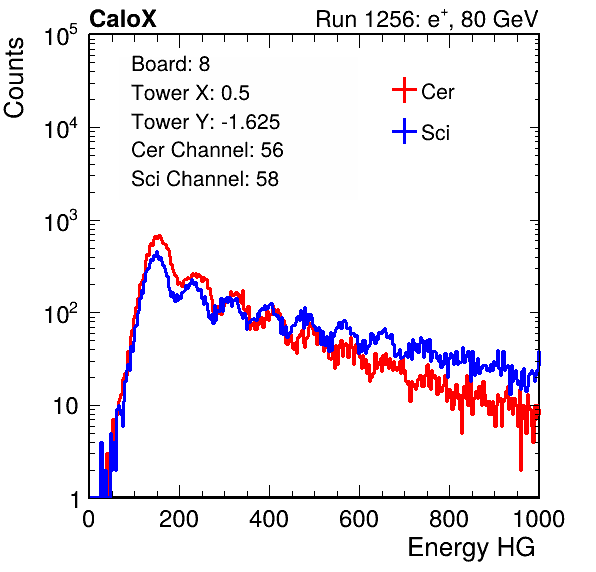 CaloX Run 1256: e⁺, 80 GeV
Counts
10⁵
10⁴
10³
10²
10
1
Board: 8
Tower X: 0.5
Tower Y: -1.625
Cer Channel: 56
Sci Channel: 58
Cer
Sci
0 200 400 600 800 1000
Energy HG